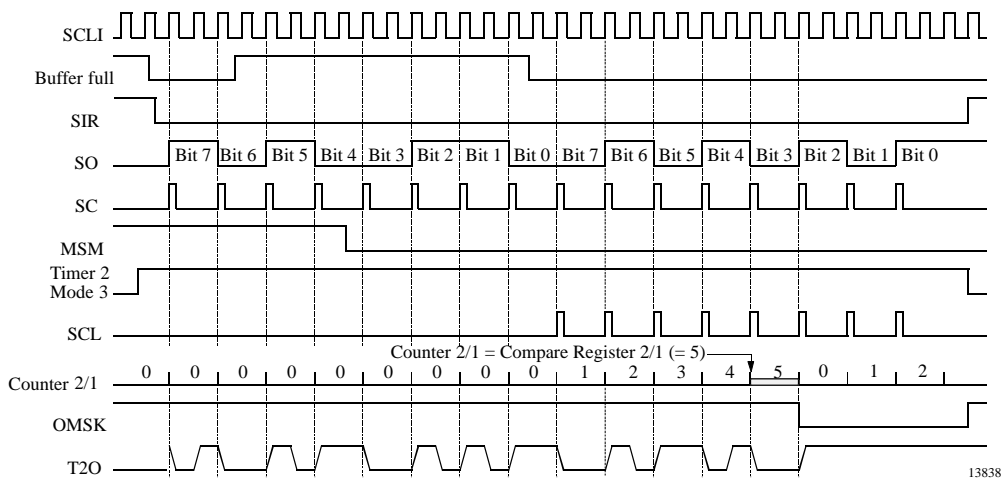 SCLI
Buffer full
SIR
SO
Bit 7 Bit 6 Bit 5 Bit 4 Bit 3 Bit 2 Bit 1 Bit 0 Bit 7 Bit 6 Bit 5 Bit 4 Bit 3 Bit 2 Bit 1 Bit 0
SC
MSM
Timer 2
Mode 3
SCL
Counter 2/1 = Compare Register 2/1 (= 5)
Counter 2/1
0 0 0 0 0 0 0 0 0 1 2 3 4 5 0 1 2
OMSK
T2O
13838